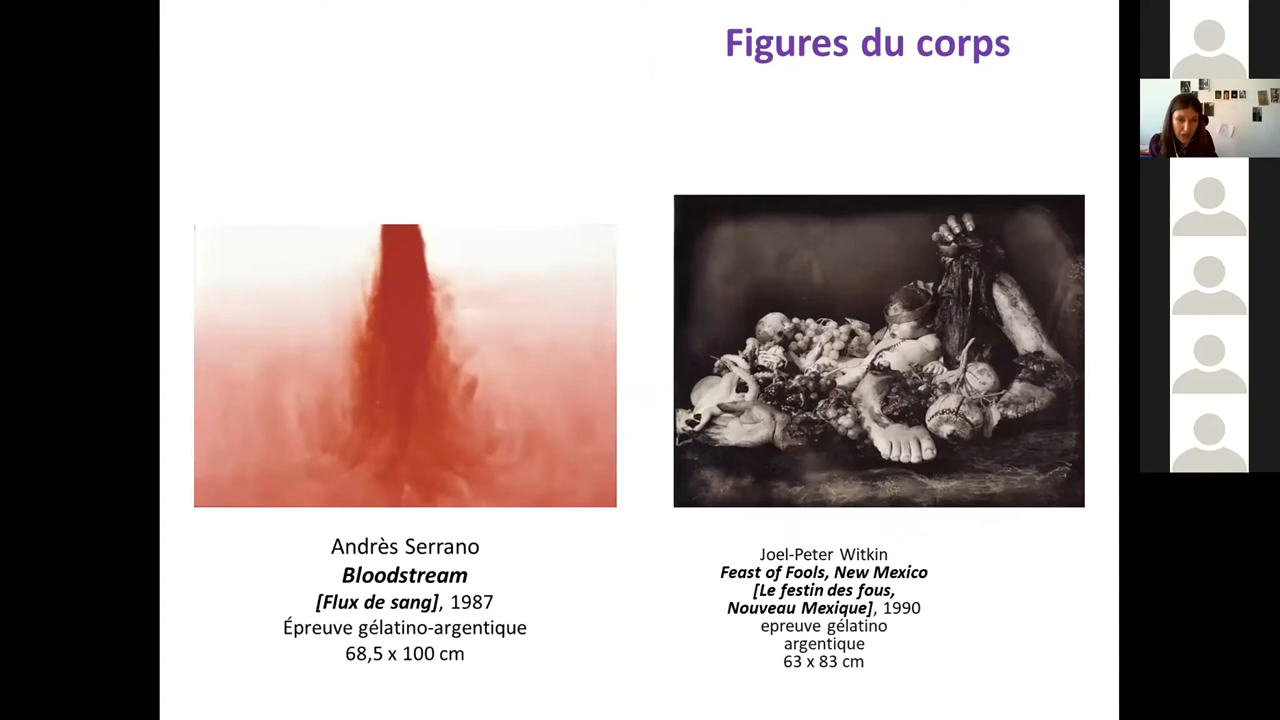 Figures du corps
Andrès Serrano
Bloodstream
[Flux de sang], 1987
Épreuve gélatino-argentique
68,5 x 100 cm
Joel-Peter Witkin
Feast of Fools, New Mexico
[Le festin des fous,
Nouveau Mexique], 1990
epreuve gélatino
argentique
63 x 83 cm